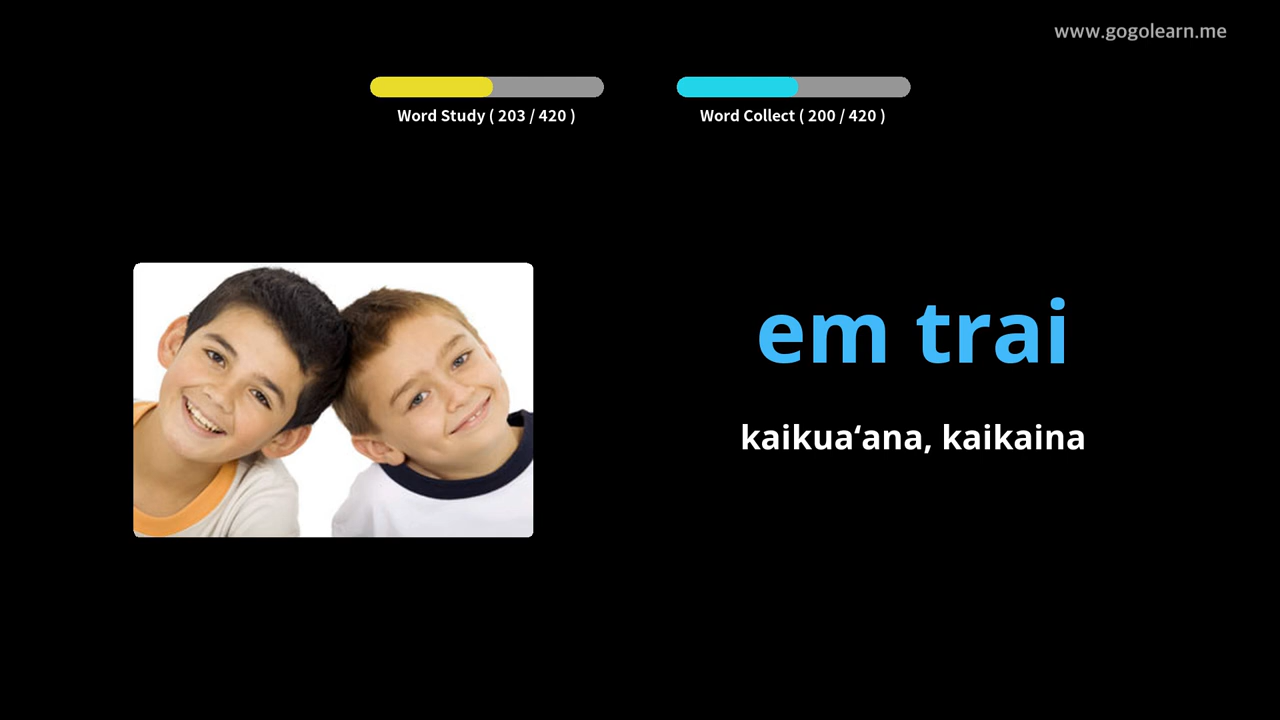 www.gogolearn.me
Word Study ( 203 / 420 )
Word Collect ( 200 / 420 )
em trai
kaikuaʻana, kaikaina